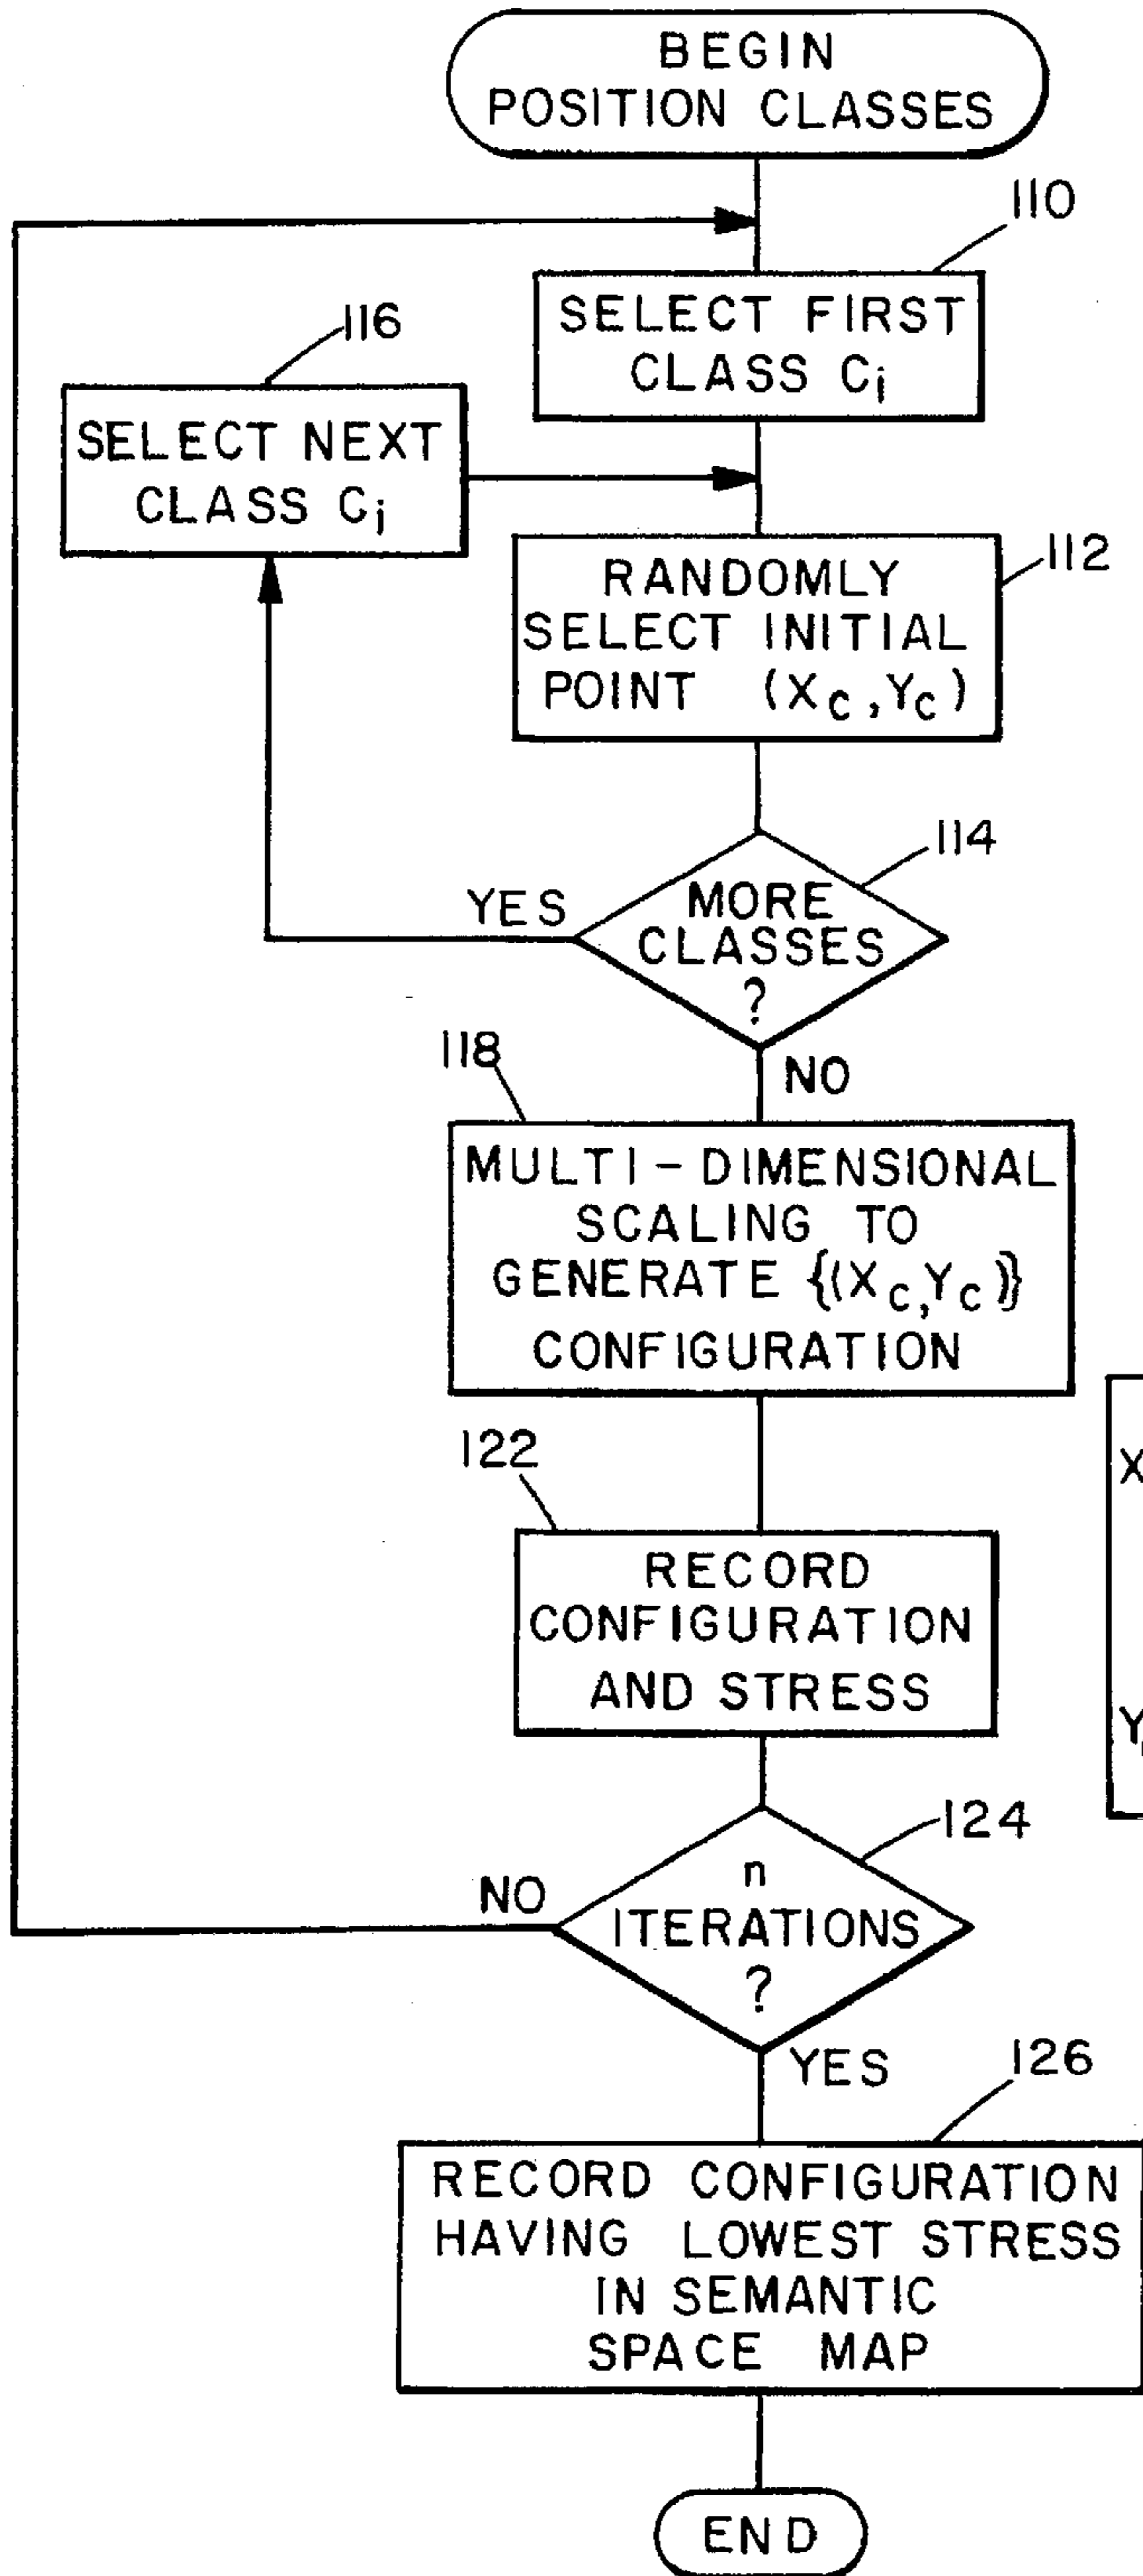 BEGIN
POSITION CLASSES
110
SELECT FIRST
CLASS Ci
116
SELECT NEXT
CLASS Ci
112
RANDOMLY
SELECT INITIAL
POINT (XC,YC)
114
MORE
CLASSES
?
YES
NO
118
MULTI-DIMENSIONAL
SCALING TO
GENERATE {(XC,YC)}
CONFIGURATION
X
122
RECORD
CONFIGURATION
AND STRESS
Y
124
n
ITERATIONS
?
NO
YES
126
RECORD CONFIGURATION
HAVING LOWEST STRESS
IN SEMANTIC
SPACE MAP
END